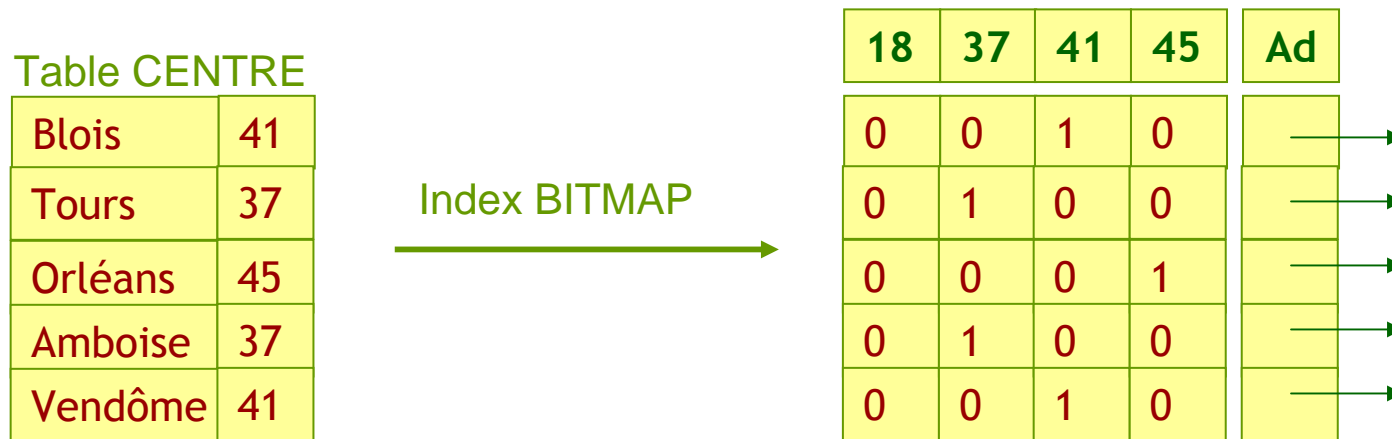 Table CENTRE
Blois 41
Tours 37
Orléans 45
Amboise 37
Vendôme 41
Index BITMAP
18 37 41 45 Ad
0 0 1 0
0 1 0 0
0 0 0 1
0 1 0 0
0 0 1 0